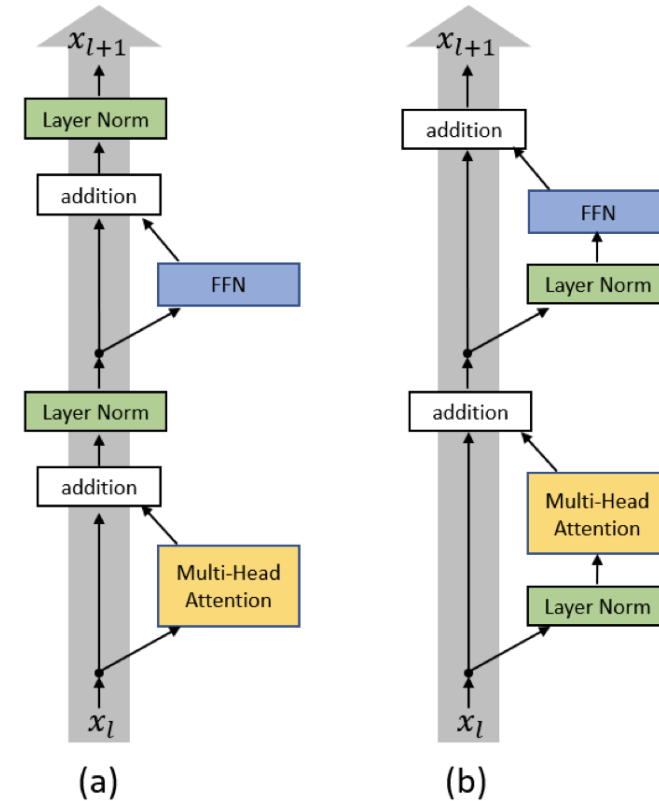 x_{l+1}
Layer Norm
addition
FFN
Layer Norm
addition
Multi-Head
Attention
x_l
(a)
x_{l+1}
addition
FFN
Layer Norm
addition
Multi-Head
Attention
Layer Norm
x_l
(b)